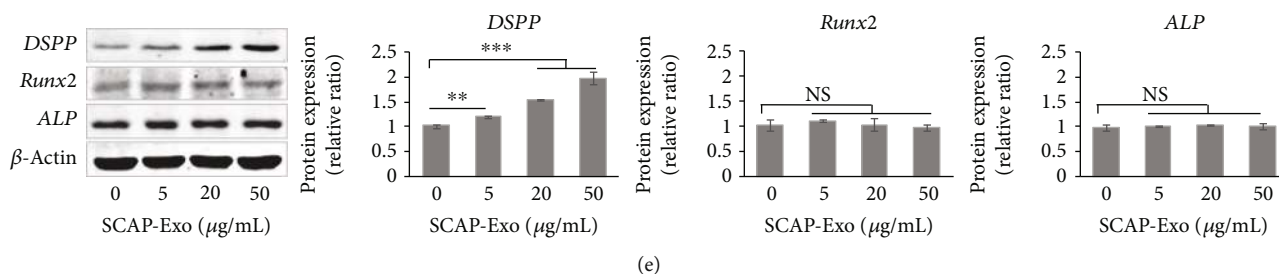 DSPP
Runx2
ALP
β-Actin
0 5 20 50
SCAP-Exo (μg/mL)
DSPP
Protein expression
(relative ratio)
2.5
2
1.5
1
0.5
0
***
**
0 5 20 50
SCAP-Exo (μg/mL)
Runx2
Protein expression
(relative ratio)
2.5
2
1.5
1
0.5
0
NS
0 5 20 50
SCAP-Exo (μg/mL)
ALP
Protein expression
(relative ratio)
2.5
2
1.5
1
0.5
0
NS
0 5 20 50
SCAP-Exo (μg/mL)
(e)